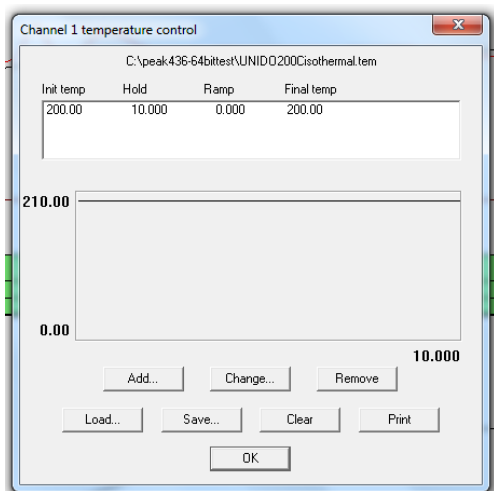 Channel 1 temperature control
C:\peak436-64bittest\UNIDO200Cisothermal.tem
Init temp Hold Ramp Final temp
200.00 10.000 0.000 200.00
210.00
0.00
10.000
Add... Change... Remove
Load... Save... Clear Print
OK